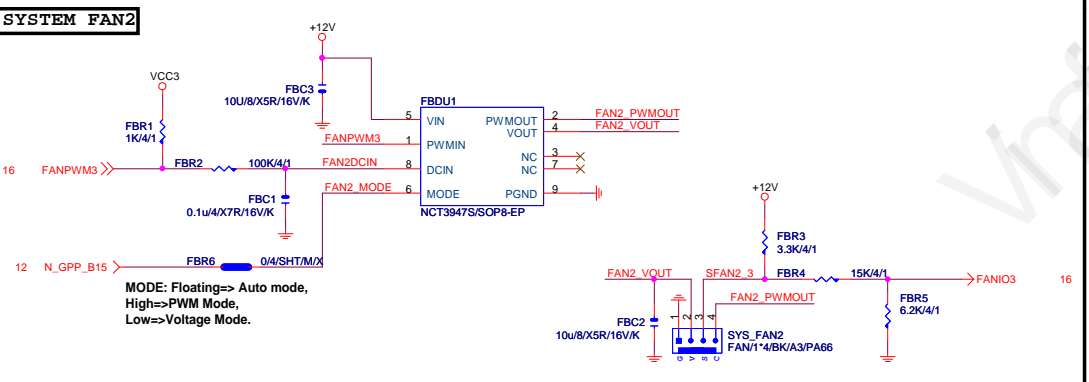 SYSTEM FAN2
+12V
VCC3
FBC3
10U/8/X5R/16V/K
FBDU1
FBR1
1K/4/1
5 VIN PWMOUT 2 FAN2_PWMOUT
VOUT 4 FAN2_VOUT
FANPWM3 1 PWMIN
NC 3
16 FANPWM3 FBR2 100K/4/1 FAN2DCIN 8 DCIN
NC 7
FAN2_MODE 6 MODE PGND 9
FBC1
0.1u/4/X7R/16V/K
NCT3947S/SOP8-EP
+12V
FBR3
3.3K/4/1
12 N_GPP_B15 FBR6 0/4/SHT/M/X
FAN2_VOUT SFAN2_3 FBR4 15K/4/1 FANIO3 16
MODE: Floating=> Auto mode,
High=>PWM Mode,
Low=>Voltage Mode.
FAN2_PWMOUT
FBR5
6.2K/4/1
FBC2
10u/8/X5R/16V/K
1 2 3 4
SYS_FAN2
FAN/1*4/BK/A3/PA66
G V S C